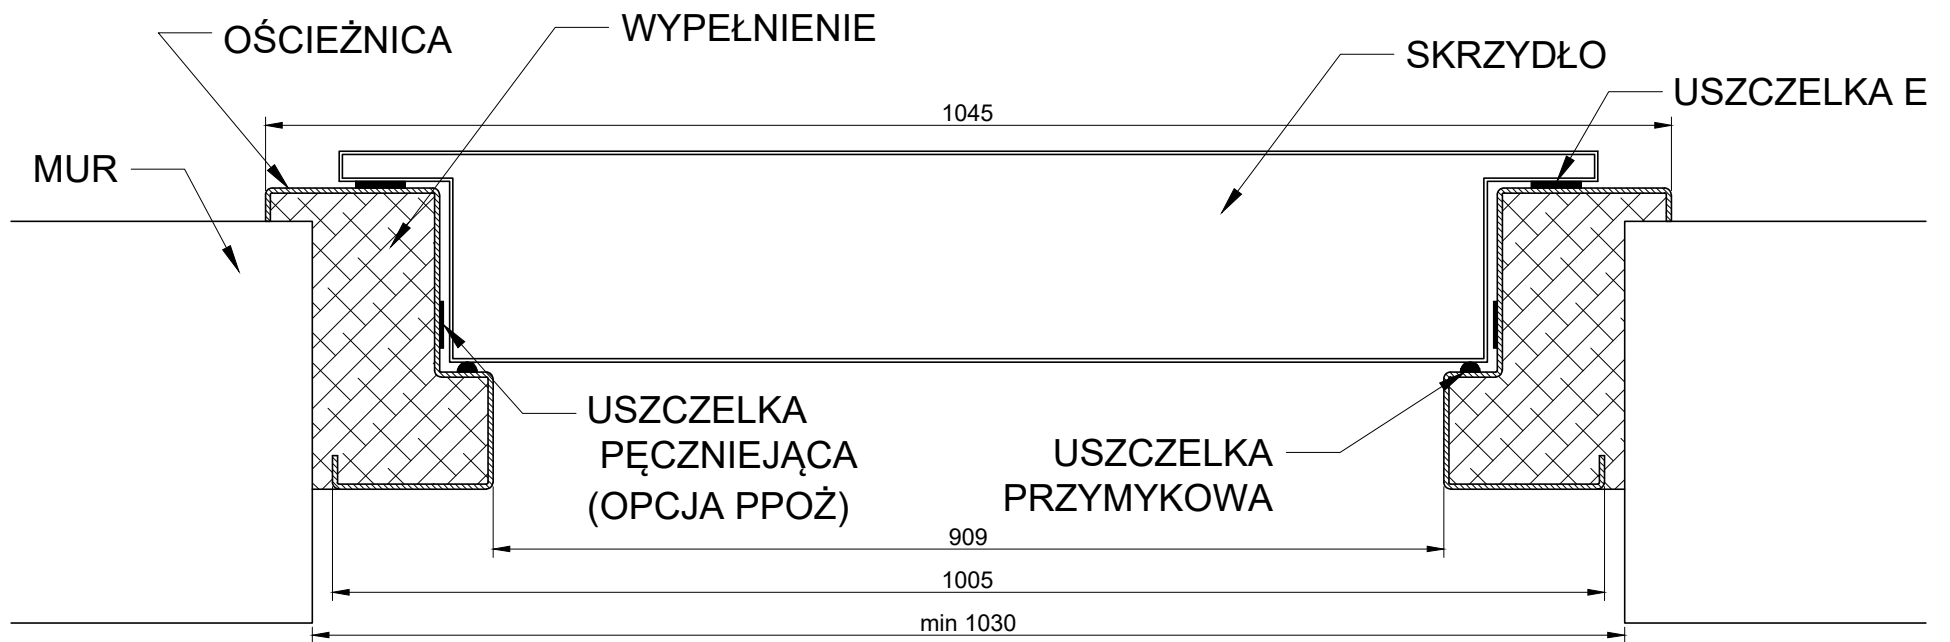 OŚCIEŻNICA
WYPEŁNIENIE
SKRZYDŁO
USZCZELKA E
1045
MUR
USZCZELKA
PĘCZNIEJĄCA
(OPCJA PPOŻ)
USZCZELKA
PRZYMYKOWA
909
1005
min 1030